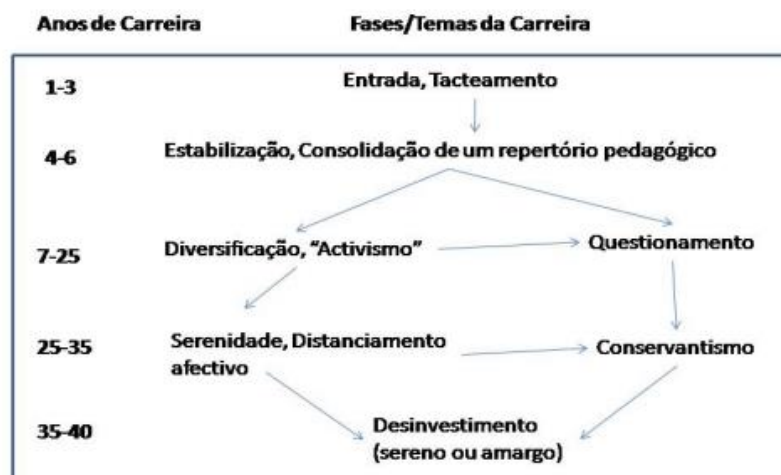 Anos de Carreira Fases/Temas da Carreira
1-3 Entrada, Tacteamento
4-6 Estabilização, Consolidação de um repertório pedagógico
7-25 Diversificação, “Activismo” Questionamento
25-35 Serenidade, Distanciamento afectivo Conservantismo
35-40 Desinvestimento
(sereno ou amargo)